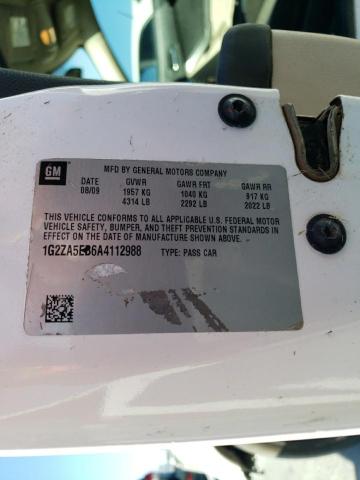 GM
MFD BY GENERAL MOTORS COMPANY
DATE GVWR GAWR FRT GAWR RR
08/09 1957 KG 1040 KG 917 KG
4314 LB 2292 LB 2022 LB
THIS VEHICLE CONFORMS TO ALL APPLICABLE U.S. FEDERAL MOTOR
VEHICLE SAFETY, BUMPER, AND THEFT PREVENTION STANDARDS
IN EFFECT ON THE DATE OF MANUFACTURE SHOWN ABOVE.
TYPE: PASS CAR